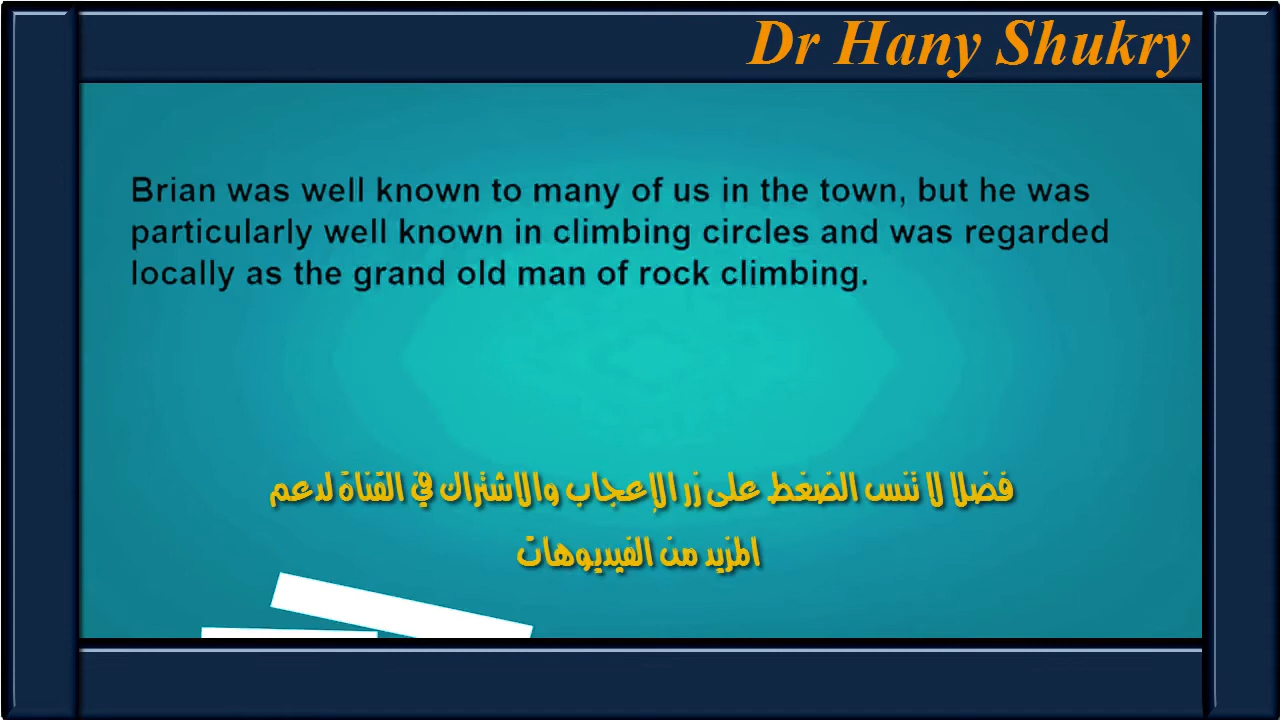 Dr Hany Shukry
Brian was well known to many of us in the town, but he was
particularly well known in climbing circles and was regarded
locally as the grand old man of rock climbing.
فضلا لا تنس الضغط على زر الإعجاب والاشتراك في القناة لدعم
المزيد من الفيديوهات